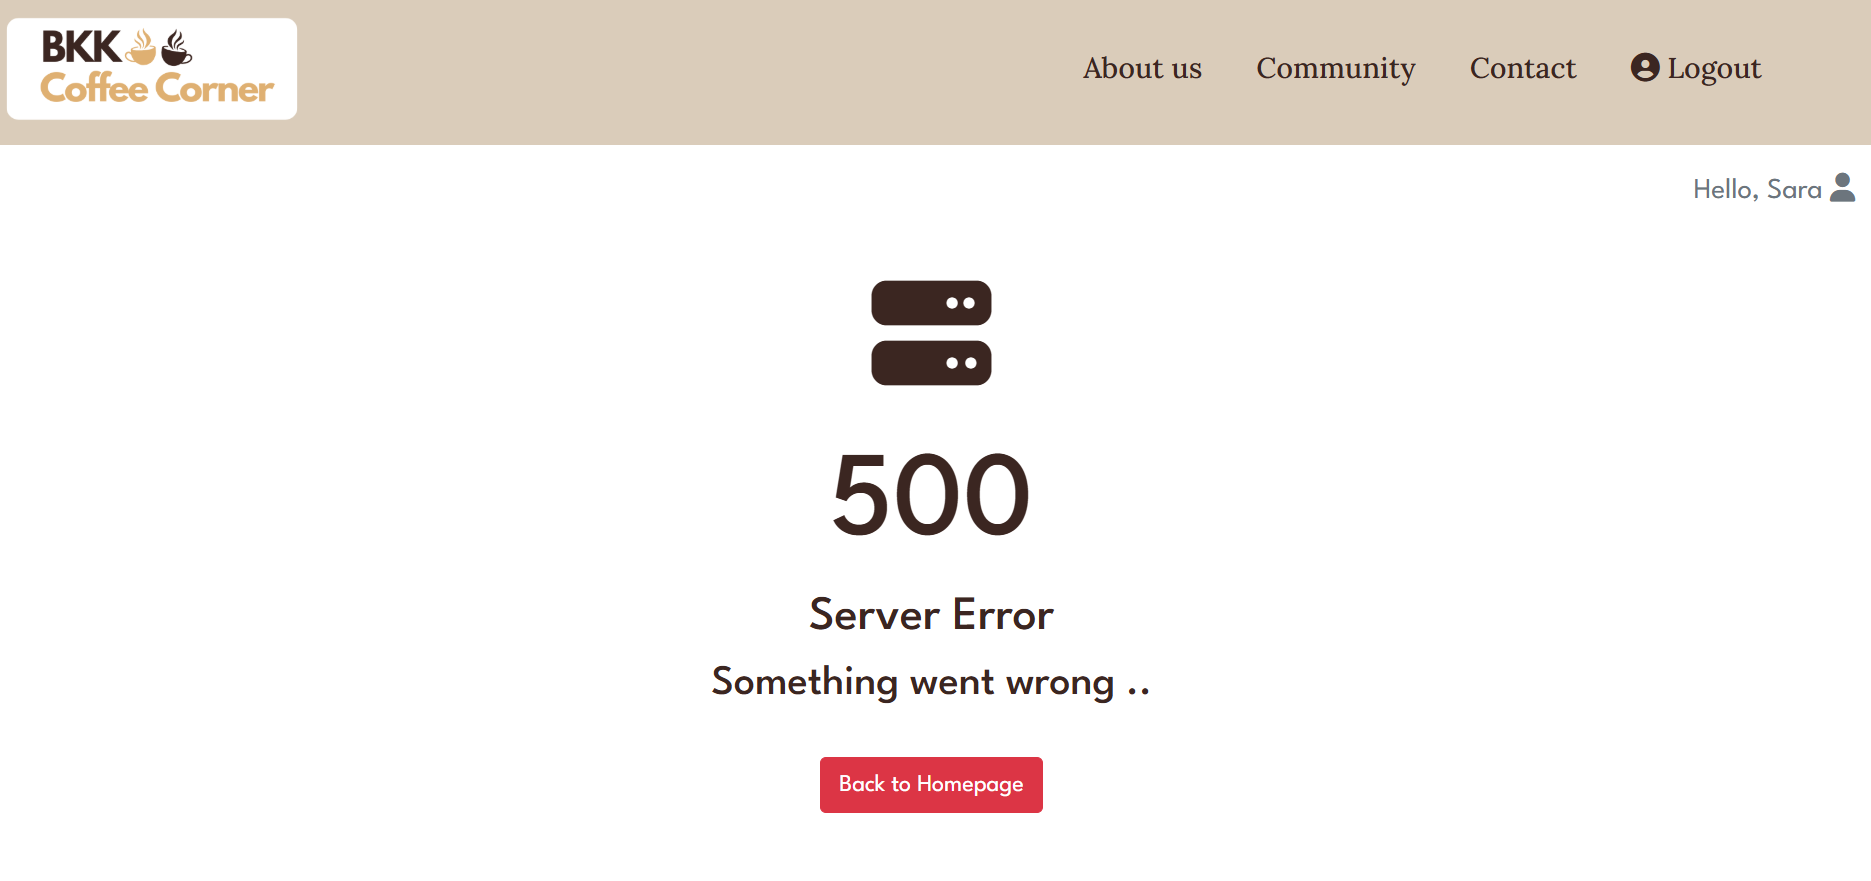 BKK
Coffee Corner
About us Community Contact Logout
Hello, Sara
500
Server Error
Something went wrong ..
Back to Homepage